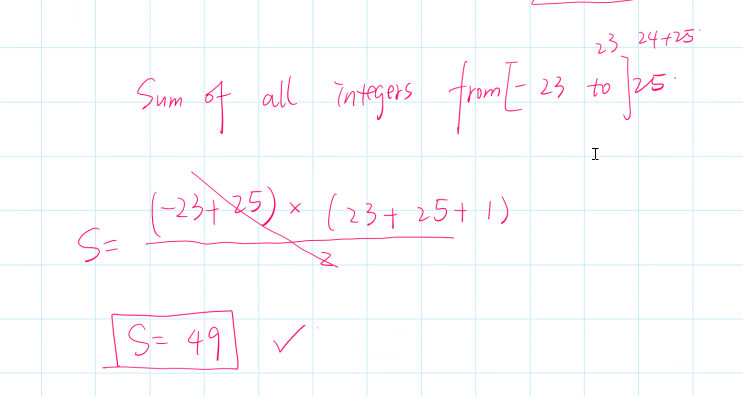 23 24+25
Sum of all integers from [-23 to] 25.
S= (-23+25) × (23+25+1)
2
S= 49 ✓